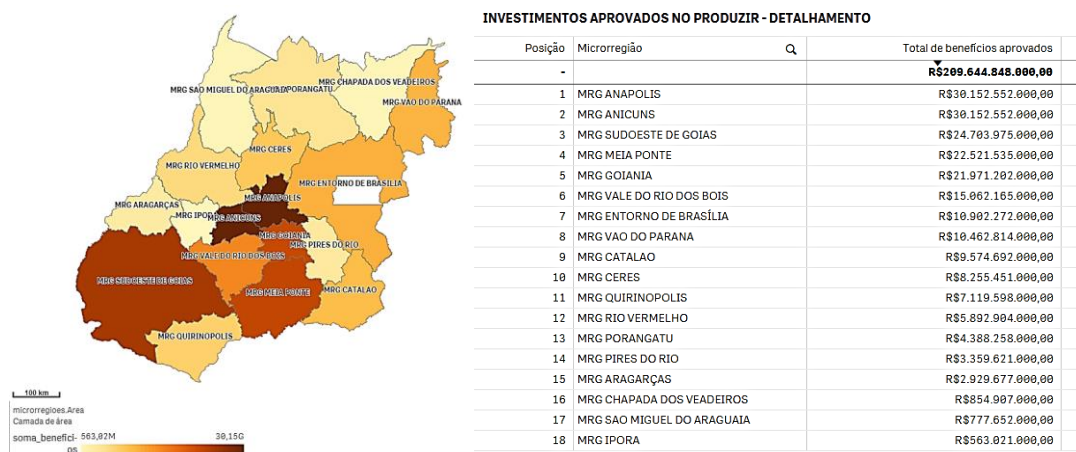 MRG SAO MIGUEL DO ARAGUAIA
PORANGATU
MRG CHAPADA DOS VEADEIROS
MRG VAO DO PARANA
MRG CERES
MRG RIO VERMELHO
MRG ENTORNO DE BRASÍLIA
MRG ANAPOLIS
MRG ARAGARÇAS
MRG IPORA
MRG ANICUNS
MRG GOIANIA
MRG PIRES DO RIO
MRG VALE DO RIO DOS BOIS
MRG SUDOESTE DE GOIAS
MRG MEIA PONTE
MRG CATALAO
MRG QUIRINOPOLIS
100 km
microrregioes.Area
Camada de área
soma_benefici-
os
563,02M 30,15G
INVESTIMENTOS APROVADOS NO PRODUZIR - DETALHAMENTO
Posição Microrregião Total de benefícios aprovados
- R$209.644.848.000,00
1 MRG ANAPOLIS R$30.152.552.000,00
2 MRG ANICUNS R$30.152.552.000,00
3 MRG SUDOESTE DE GOIAS R$24.703.975.000,00
4 MRG MEIA PONTE R$22.521.535.000,00
5 MRG GOIANIA R$21.971.202.000,00
6 MRG VALE DO RIO DOS BOIS R$15.062.165.000,00
7 MRG ENTORNO DE BRASÍLIA R$10.902.272.000,00
8 MRG VAO DO PARANA R$10.462.814.000,00
9 MRG CATALAO R$9.574.692.000,00
10 MRG CERES R$8.255.451.000,00
11 MRG QUIRINOPOLIS R$7.119.598.000,00
12 MRG RIO VERMELHO R$5.892.904.000,00
13 MRG PORANGATU R$4.388.258.000,00
14 MRG PIRES DO RIO R$3.359.621.000,00
15 MRG ARAGARÇAS R$2.929.677.000,00
16 MRG CHAPADA DOS VEADEIROS R$854.907.000,00
17 MRG SAO MIGUEL DO ARAGUAIA R$777.652.000,00
18 MRG IPORA R$563.021.000,00